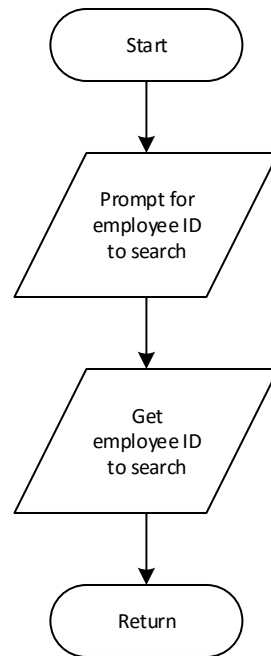 Start
Prompt for
employee ID
to search
Get
employee ID
to search
Return